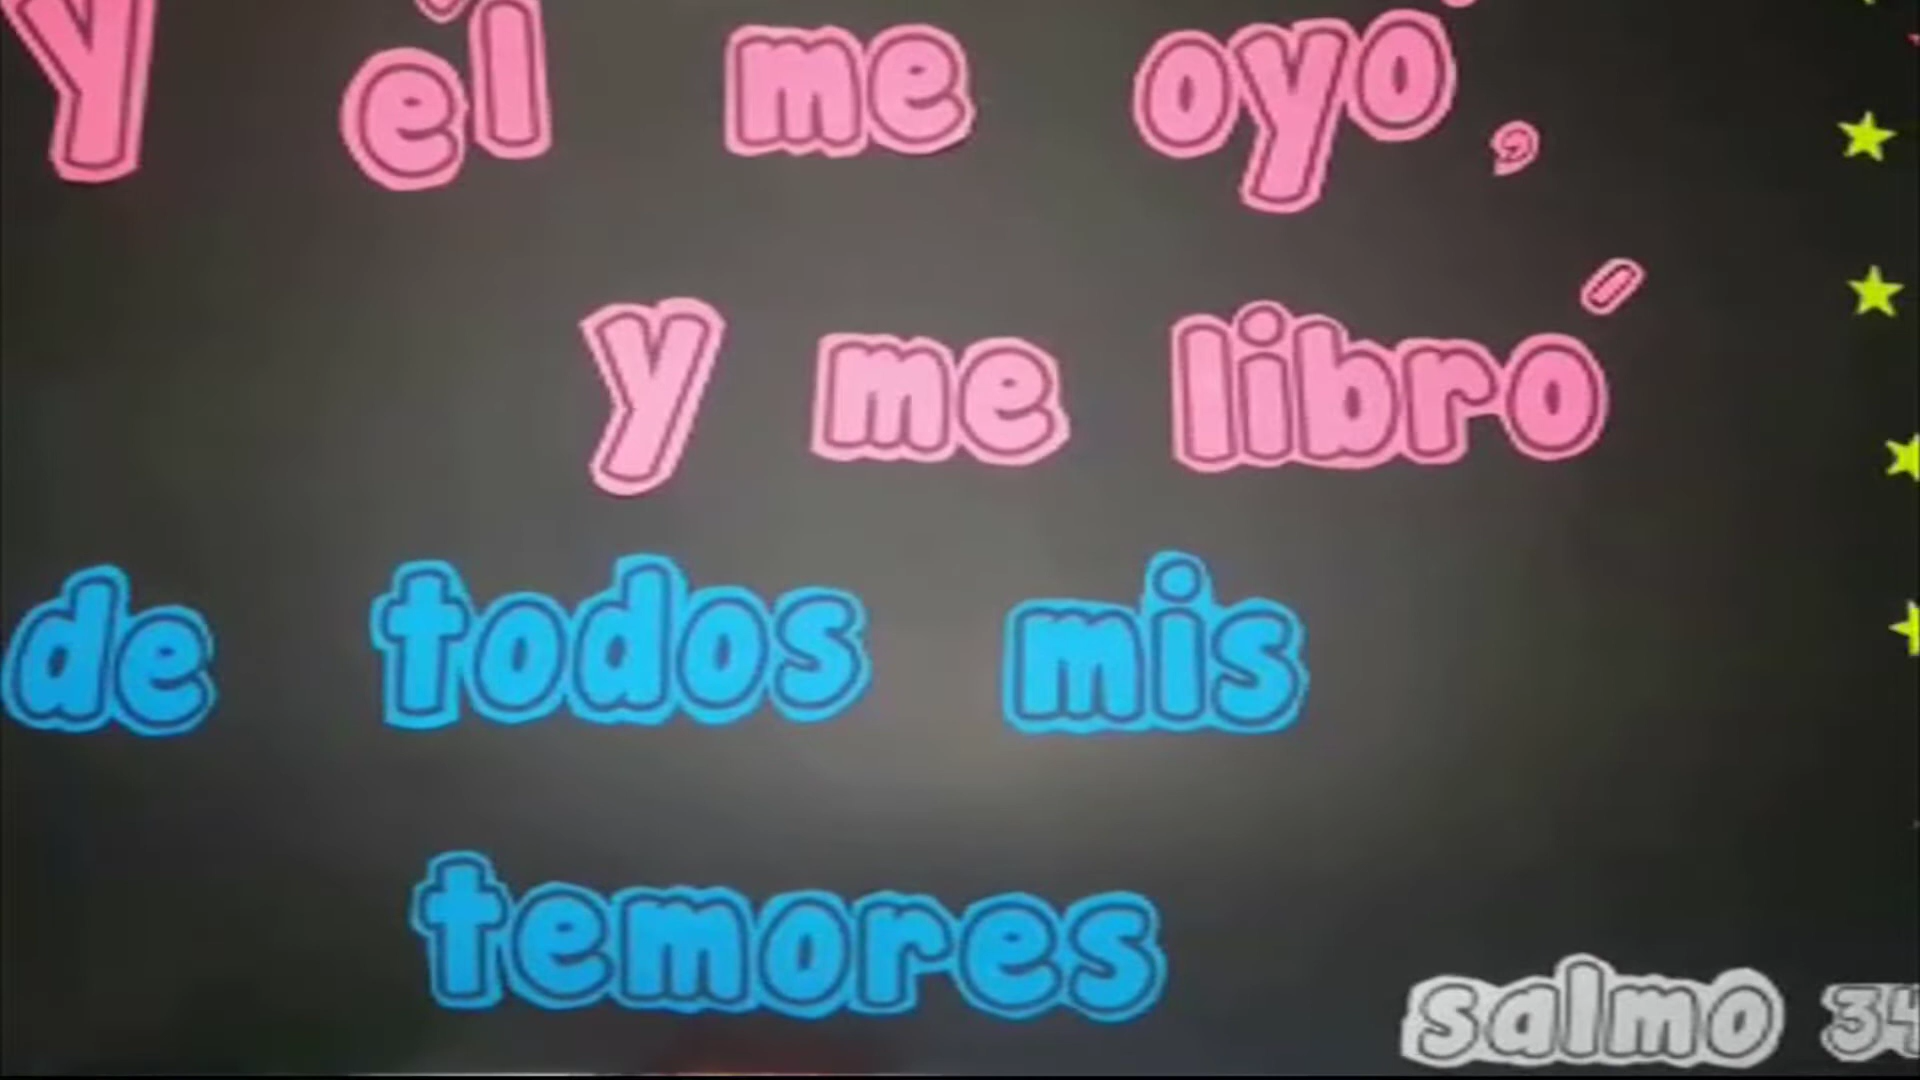 y él me oyó,
y me libró
de todos mis
temores
salmo 34